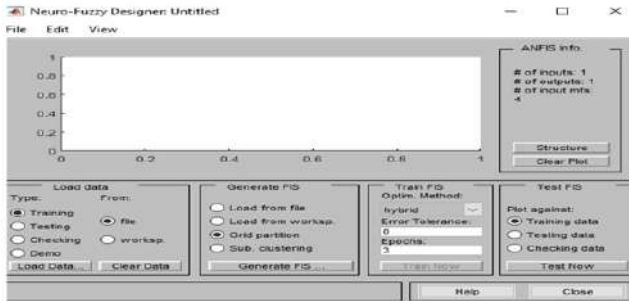 Neuro-Fuzzy Designer: Untitled
File Edit View
1
0.8
0.6
0.4
0.2
0
0 0.2 0.4 0.6 0.8 1
ANFIS Info.
# of inputs: 1
# of outputs: 1
# of input mfs:
4
Structure
Clear Plot
Load data
Type: From:
Training
Testing
Checking
Demo
file
worksp.
Load Data... Clear Data
Generate FIS
Load from file
Load from worksp.
Grid partition
Sub. clustering
Generate FIS ...
Train FIS
Optim. Method:
hybrid
Error Tolerance:
0
Epochs:
3
Train Now
Test FIS
Plot against:
Training data
Testing data
Checking data
Test Now
Help Close